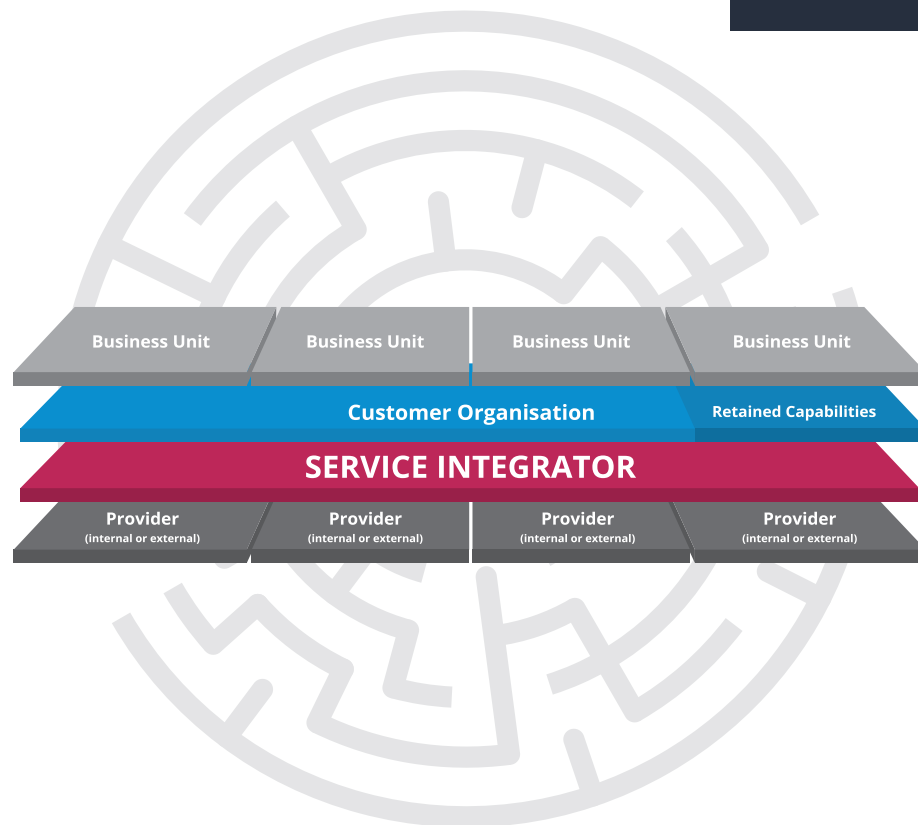 Business Unit
Business Unit
Business Unit
Business Unit
Customer Organisation
Retained Capabilities
SERVICE INTEGRATOR
Provider
(internal or external)
Provider
(internal or external)
Provider
(internal or external)
Provider
(internal or external)